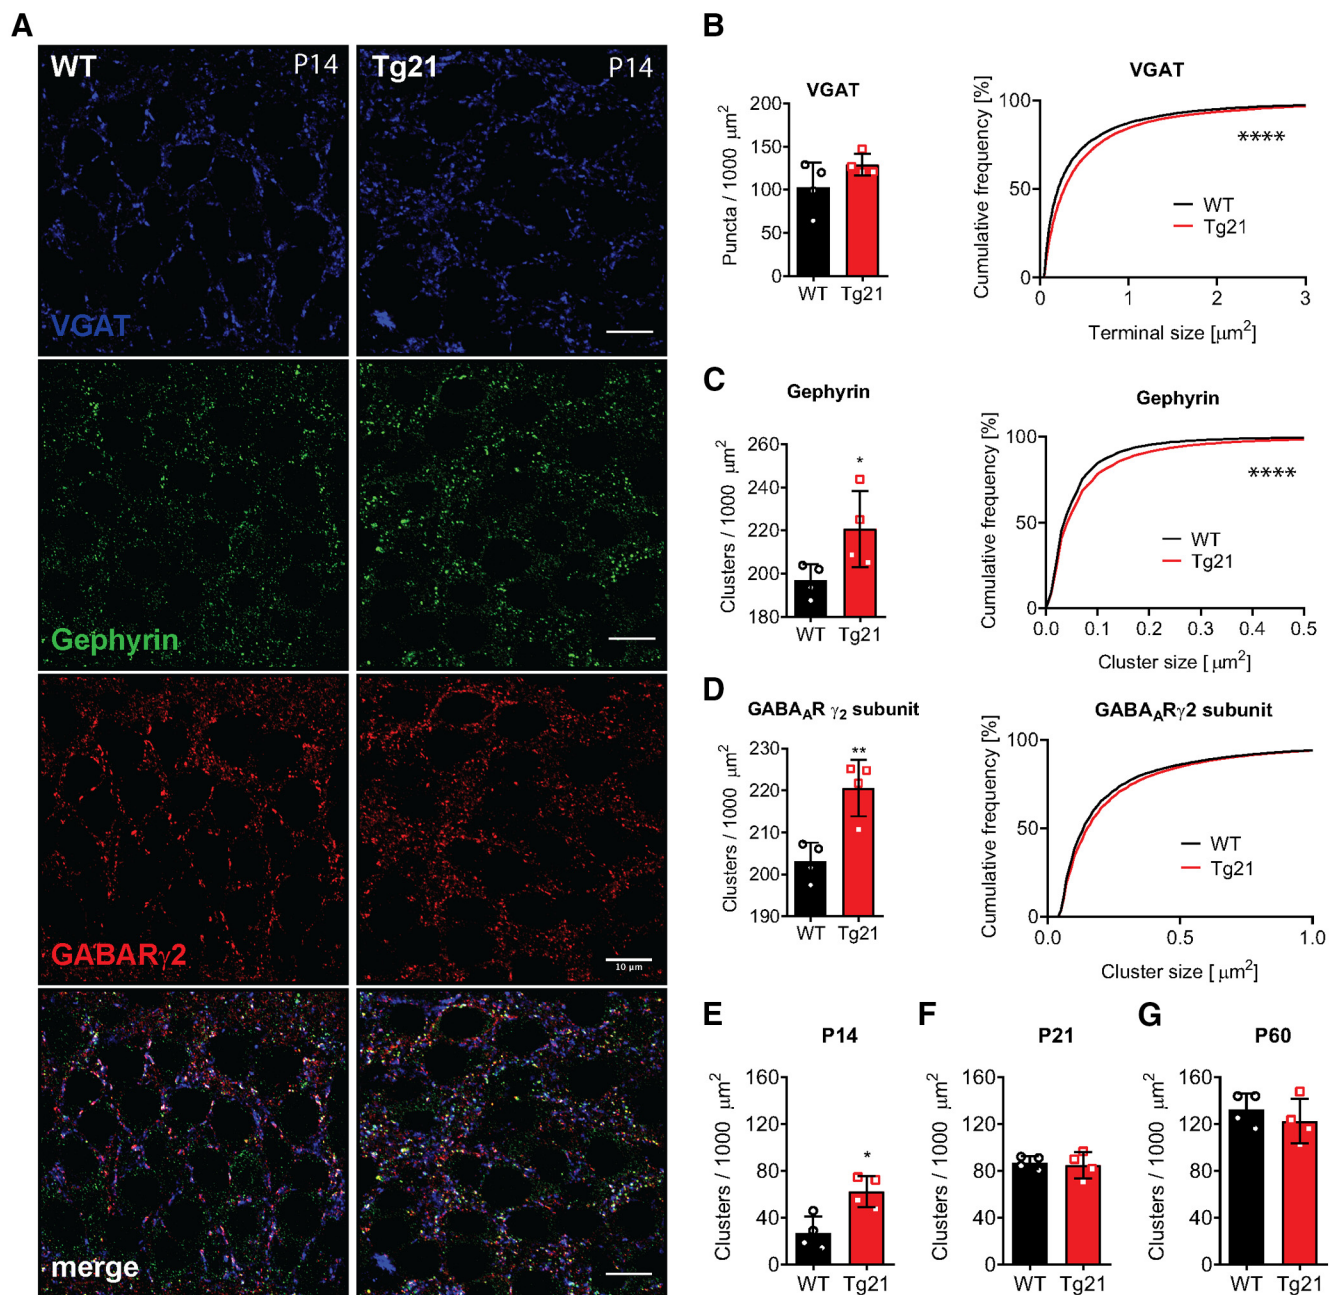 A
WT P14
Tg21 P14
VGAT
Gephyrin
GABARγ2
10 μm
merge
B
VGAT
Puncta / 1000 μm²
200
150
100
50
0
WT Tg21
VGAT
Cumulative frequency [%]
100
50
0
****
WT
Tg21
0 1 2 3
Terminal size [μm²]
C
Gephyrin
Clusters / 1000 μm²
260
240
220
200
180
*
WT Tg21
Gephyrin
Cumulative frequency [%]
100
50
0
****
WT
Tg21
0.0 0.1 0.2 0.3 0.4 0.5
Cluster size [ μm²]
D
GABA_AR γ₂ subunit
Clusters / 1000 μm²
230
220
210
200
190
**
WT Tg21
GABA_ARγ2 subunit
Cumulative frequency [%]
100
50
0
WT
Tg21
0.0 0.5 1.0
Cluster size [ μm²]
E
P14
Clusters / 1000 μm²
160
120
80
40
0
*
WT Tg21
F
P21
Clusters / 1000 μm²
160
120
80
40
0
WT Tg21
G
P60
Clusters / 1000 μm²
160
120
80
40
0
WT Tg21